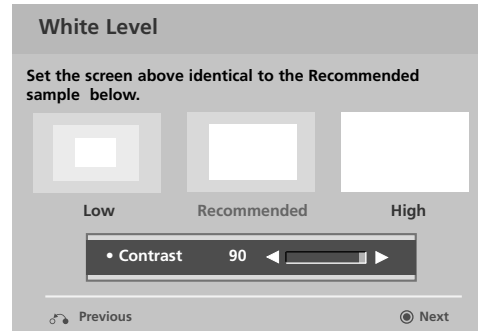 White Level
Set the screen above identical to the Recommended
sample below.
Low Recommended High
• Contrast 90
Previous Next